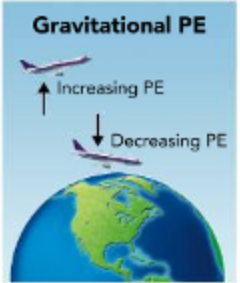 Gravitational PE
Increasing PE
Decreasing PE